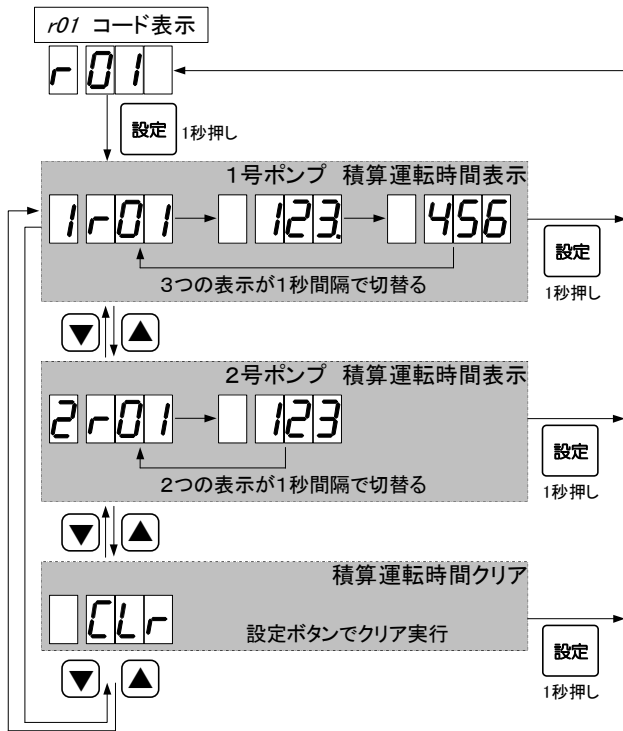 r01 コード表示
r01
設定 1秒押し
1号ポンプ 積算運転時間表示
1r01 123. 456
3つの表示が1秒間隔で切替る
設定
1秒押し
▼ ▲
2号ポンプ 積算運転時間表示
2r01 123
2つの表示が1秒間隔で切替る
設定
1秒押し
▼ ▲
積算運転時間クリア
CLr
設定ボタンでクリア実行
設定
1秒押し
▼ ▲